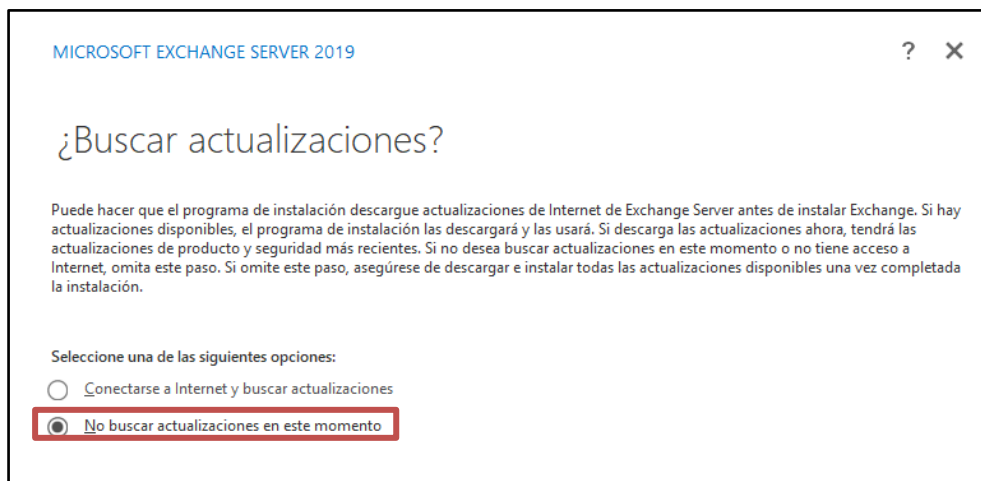 MICROSOFT EXCHANGE SERVER 2019 ? ✕
¿Buscar actualizaciones?
Puede hacer que el programa de instalación descargue actualizaciones de Internet de Exchange Server antes de instalar Exchange. Si hay
actualizaciones disponibles, el programa de instalación las descargará y las usará. Si descarga las actualizaciones ahora, tendrá las
actualizaciones de producto y seguridad más recientes. Si no desea buscar actualizaciones en este momento o no tiene acceso a
Internet, omita este paso. Si omite este paso, asegúrese de descargar e instalar todas las actualizaciones disponibles una vez completada
la instalación.
Seleccione una de las siguientes opciones:
Conectarse a Internet y buscar actualizaciones
No buscar actualizaciones en este momento